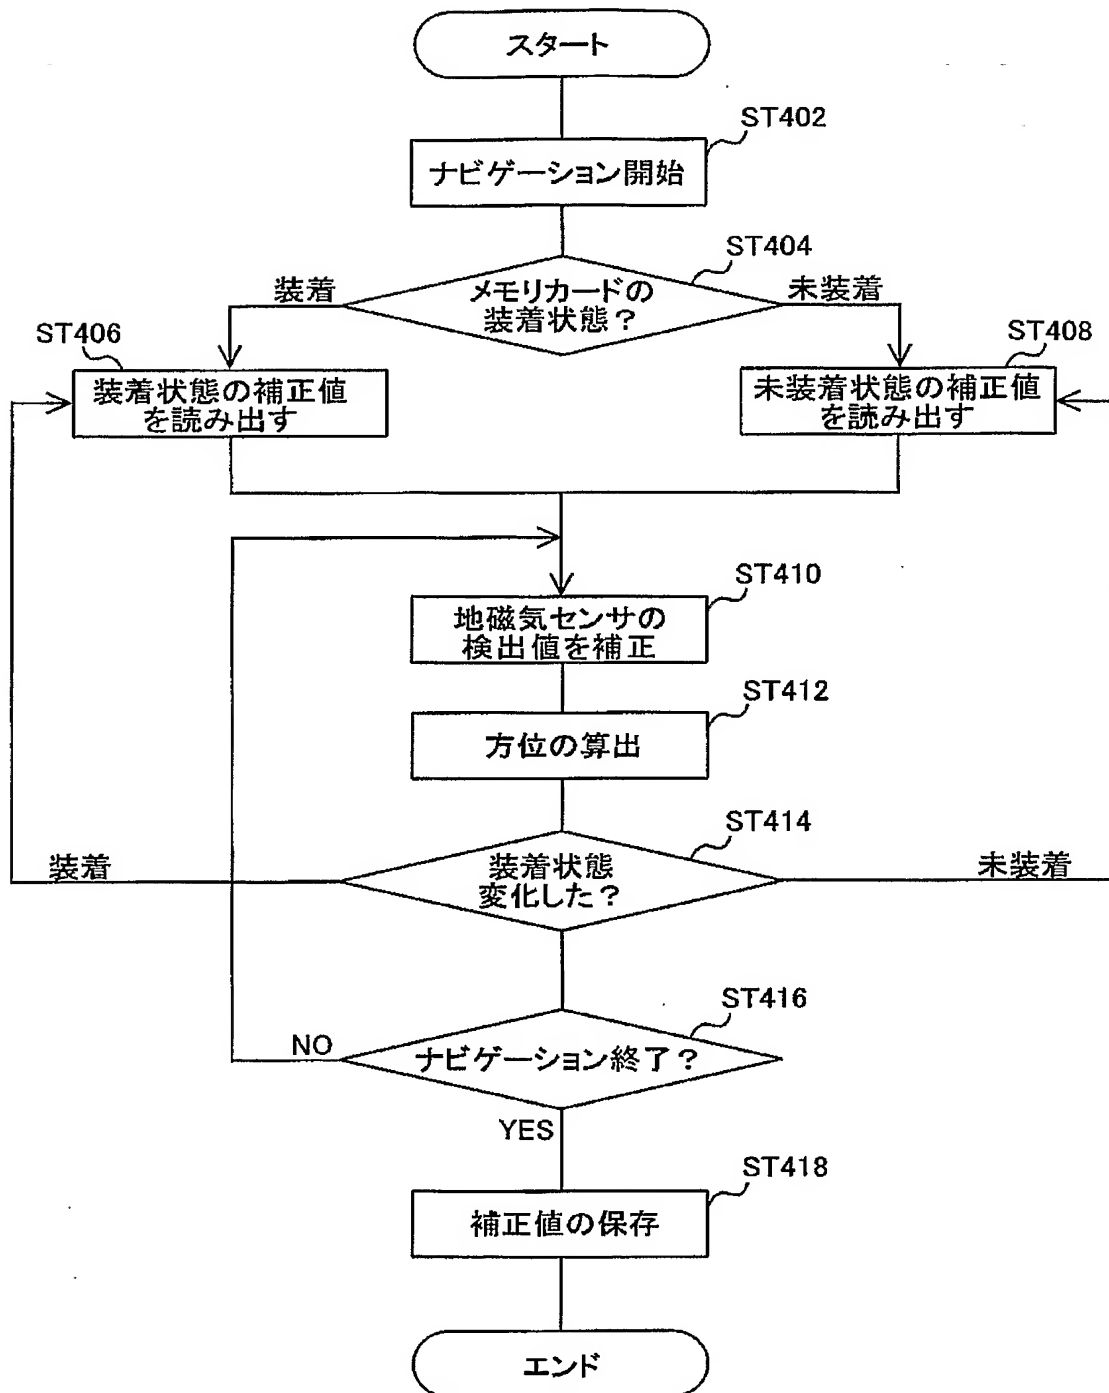 スタート
ST402
ナビゲーション開始
ST404
装着
メモリカードの
装着状態？
未装着
ST406
装着状態の補正値
を読み出す
ST408
未装着状態の補正値
を読み出す
ST410
地磁気センサの
検出値を補正
ST412
方位の算出
ST414
装着
装着状態
変化した？
未装着
ST416
NO
ナビゲーション終了？
YES
ST418
補正値の保存
エンド